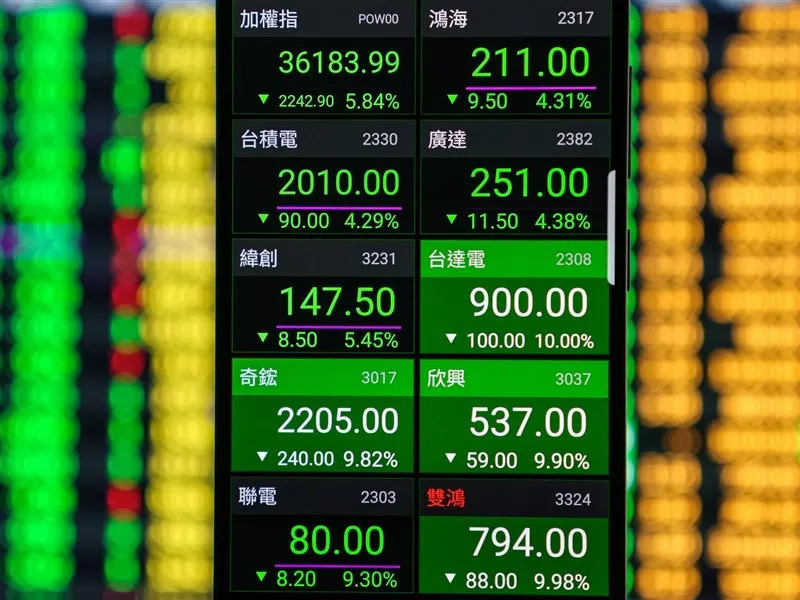 加權指 POW00
36183.99
▼ 2242.90 5.84%
鴻海 2317
211.00
▼ 9.50 4.31%
台積電 2330
2010.00
▼ 90.00 4.29%
廣達 2382
251.00
▼ 11.50 4.38%
緯創 3231
147.50
▼ 8.50 5.45%
台達電 2308
900.00
▼ 100.00 10.00%
奇鋐 3017
2205.00
▼ 240.00 9.82%
欣興 3037
537.00
▼ 59.00 9.90%
聯電 2303
80.00
▼ 8.20 9.30%
雙鴻 3324
794.00
▼ 88.00 9.98%